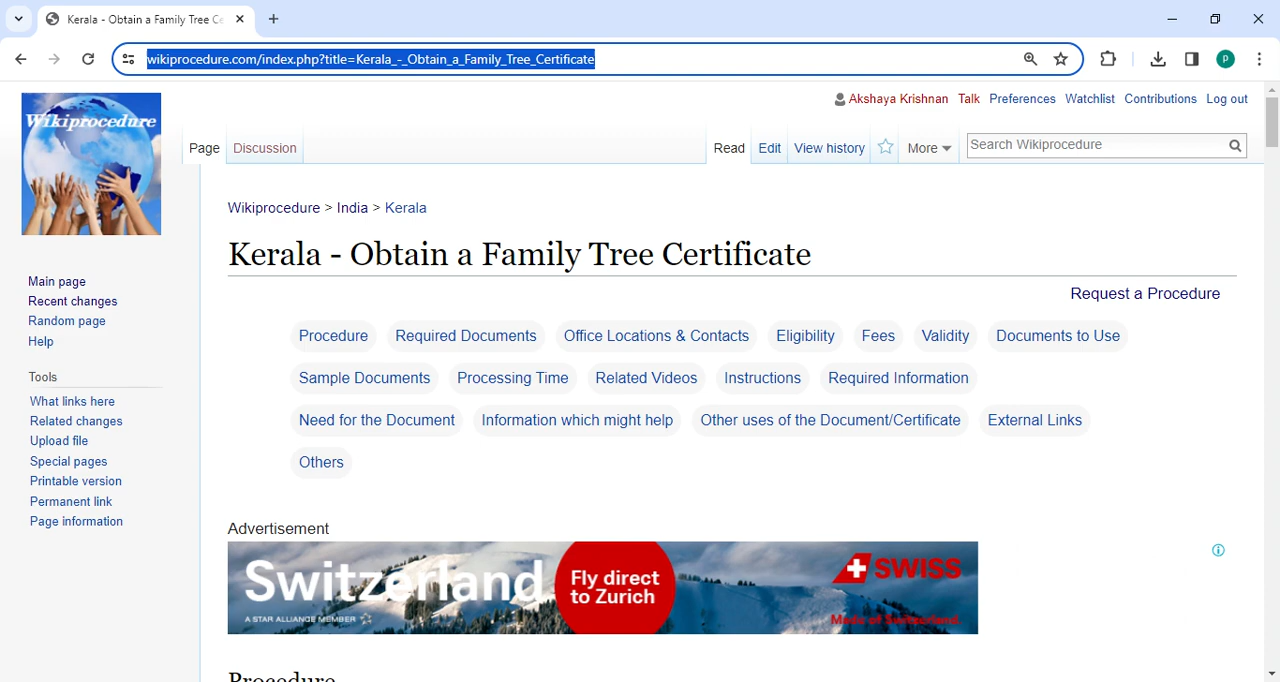 Kerala - Obtain a Family Tree Ce
wikiprocedure.com/index.php?title=Kerala_-_Obtain_a_Family_Tree_Certificate
P
Wikiprocedure
Akshaya Krishnan Talk Preferences Watchlist Contributions Log out
Page Discussion Read Edit View history More Search Wikiprocedure
Wikiprocedure > India > Kerala
Kerala - Obtain a Family Tree Certificate
Request a Procedure
Main page
Recent changes
Random page
Help
Tools
What links here
Related changes
Upload file
Special pages
Printable version
Permanent link
Page information
Procedure Required Documents Office Locations & Contacts Eligibility Fees Validity Documents to Use
Sample Documents Processing Time Related Videos Instructions Required Information
Need for the Document Information which might help Other uses of the Document/Certificate External Links
Others
Advertisement
Switzerland
A STAR ALLIANCE MEMBER
Fly direct
to Zurich
SWISS
Made of Switzerland.
Procedure